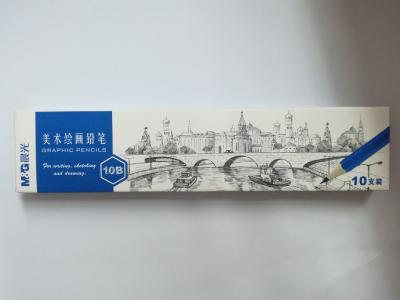 M&G晨光
美术绘画铅笔
GRAPHIC PENCILS
For writing, sketching
and drawing.
10B
10支装